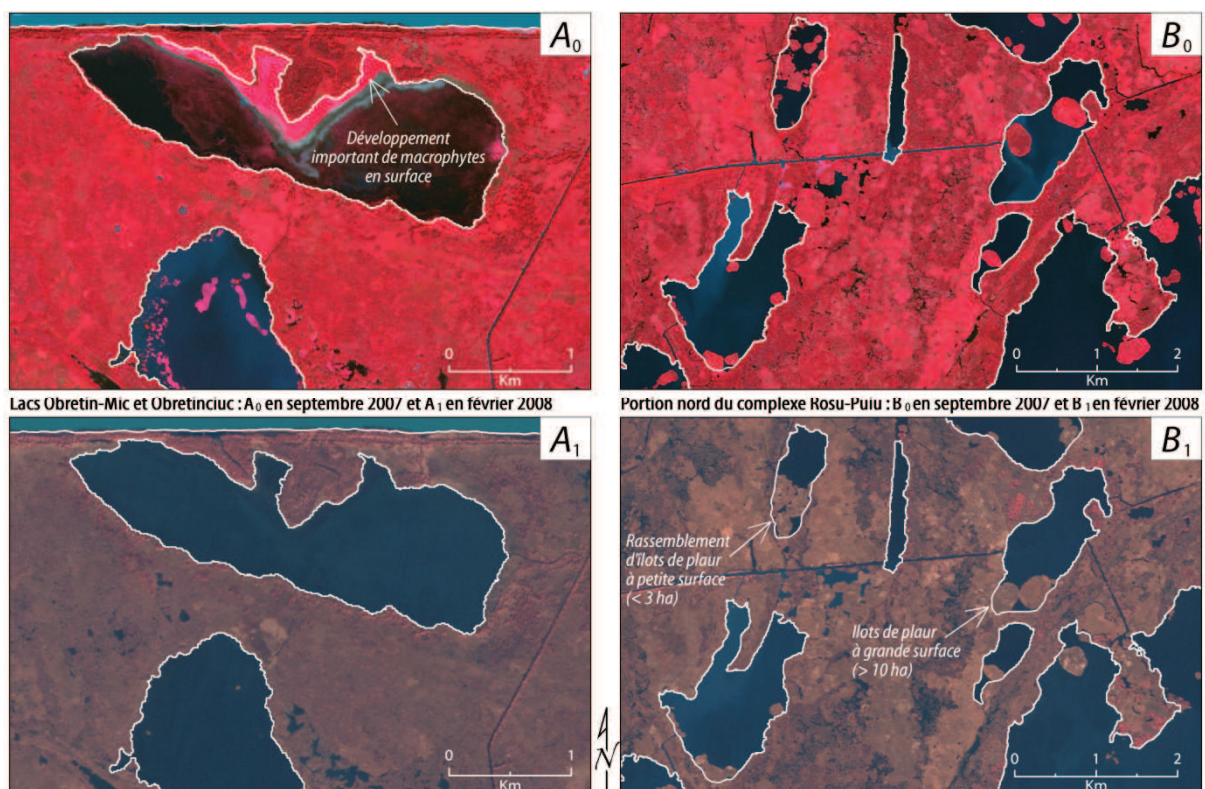 A0
B0
Développement
important de macrophytes
en surface
0 1
Km
0 1 2
Km
Lacs Obretin-Mic et Obretinciuc : A0 en septembre 2007 et A1 en février 2008
Portion nord du complexe Rosu-Puiu : B0 en septembre 2007 et B1 en février 2008
A1
B1
Rassemblement
d'îlots de plaur
à petite surface
(< 3 ha)
Ilots de plaur
à grande surface
(> 10 ha)
0 1
Km
N
0 1 2
Km